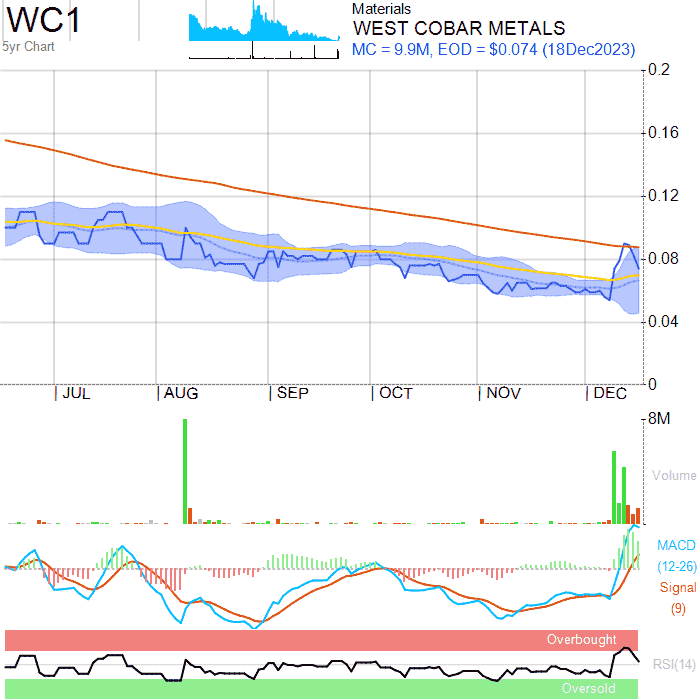 WC1
5yr Chart
Materials
WEST COBAR METALS
MC = 9.9M, EOD = $0.074 (18Dec2023)
0.2
0.16
0.12
0.08
0.04
0
JUL AUG SEP OCT NOV DEC
8M
Volume
MACD
(12-26)
Signal
(9)
Overbought
RSI(14)
Oversold